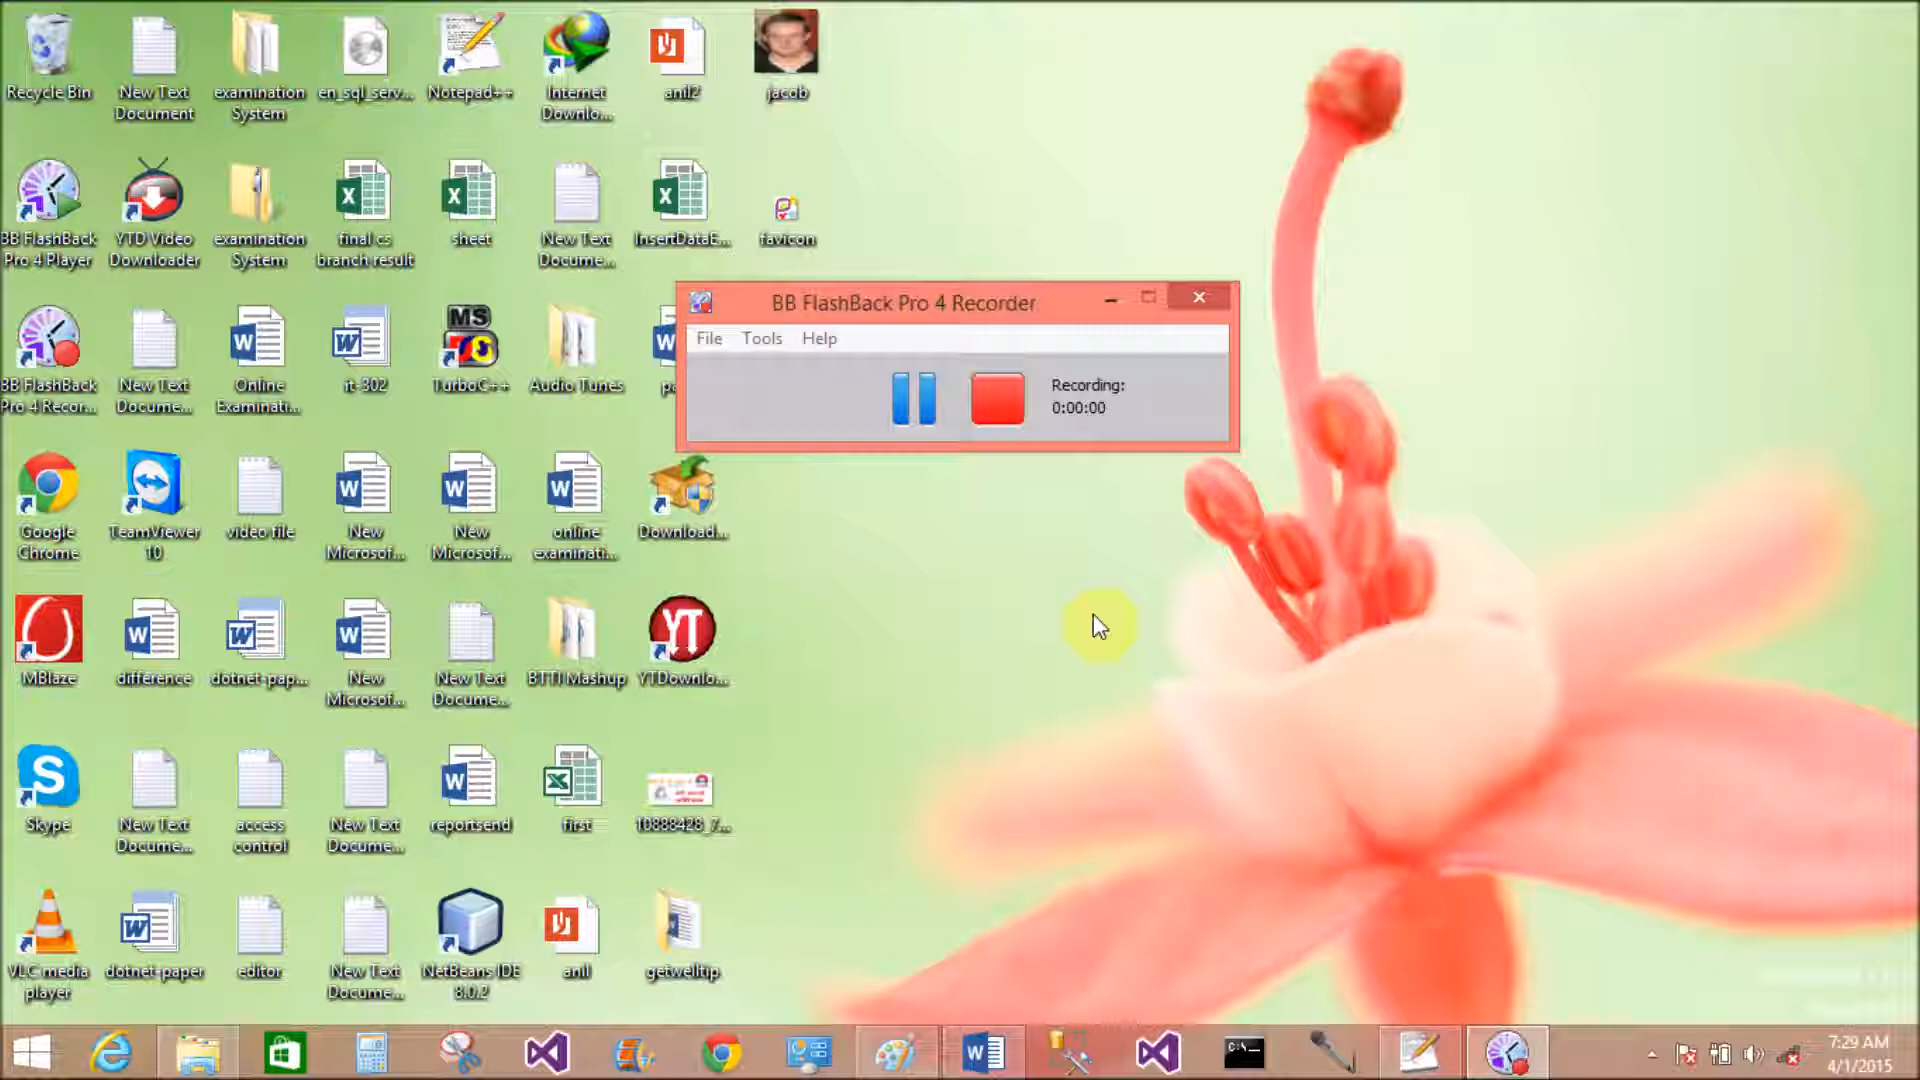 Recycle Bin
New Text
Document
examination
System
en_sql_serv...
Notepad++
Internet
Downlo...
anil2
jacob
BB FlashBack
Pro 4 Player
YTD Video
Downloader
examination
System
final cs
branch result
sheet
New Text
Docume...
InsertDataE...
favicon
BB FlashBack Pro 4 Recorder
File Tools Help
Recording:
0:00:00
BB FlashBack
Pro 4 Recor...
New Text
Docume...
Online
Examinati...
it-302
MS
TurboC++
Audio Tunes
Google
Chrome
TeamViewer
10
video file
New
Microsof...
New
Microsof...
online
examinati...
Download...
MBlaze
difference
dotnet-pap...
New
Microsof...
New Text
Docume...
BTTI Mashup
YT
YTDownlo...
Skype
New Text
Docume...
access
control
New Text
Docume...
reportsend
first
10888428_7...
VLC media
player
dotnet-paper
editor
New Text
Docume...
NetBeans IDE
8.0.2
anil
getwelltip
7:29 AM
4/1/2015